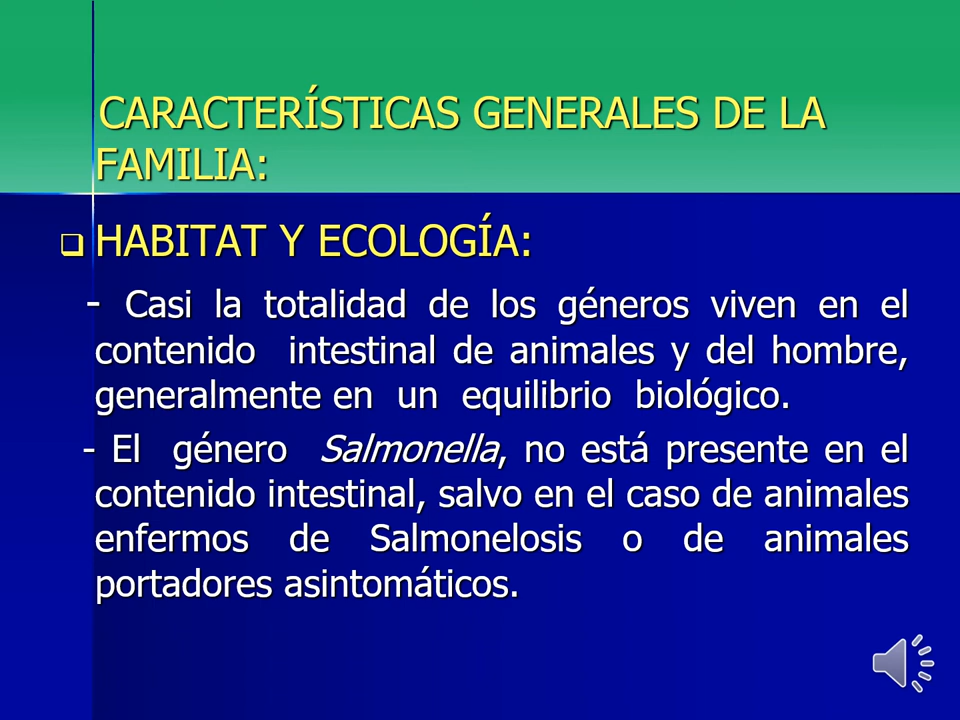 CARACTERÍSTICAS GENERALES DE LA
FAMILIA:
HABITAT Y ECOLOGÍA:
- Casi la totalidad de los géneros viven en el
contenido intestinal de animales y del hombre,
generalmente en un equilibrio biológico.
- El género Salmonella, no está presente en el
contenido intestinal, salvo en el caso de animales
enfermos de Salmonelosis o de animales
portadores asintomáticos.